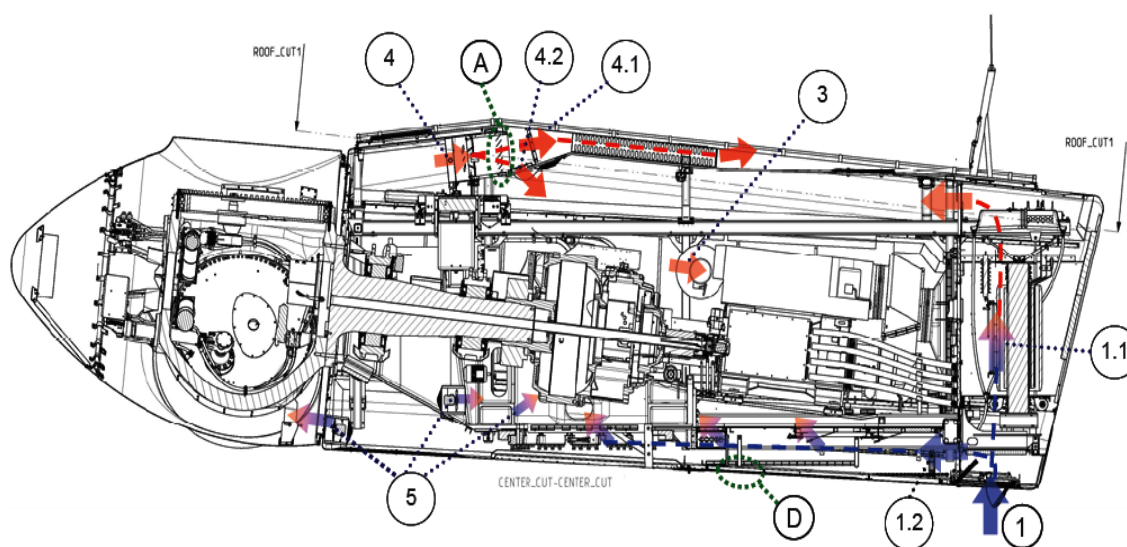 4
A
4.2
4.1
3
ROOF_CUT1
ROOF_CUT1
1.1
5
CENTER_CUT-CENTER_CUT
D
1.2
1